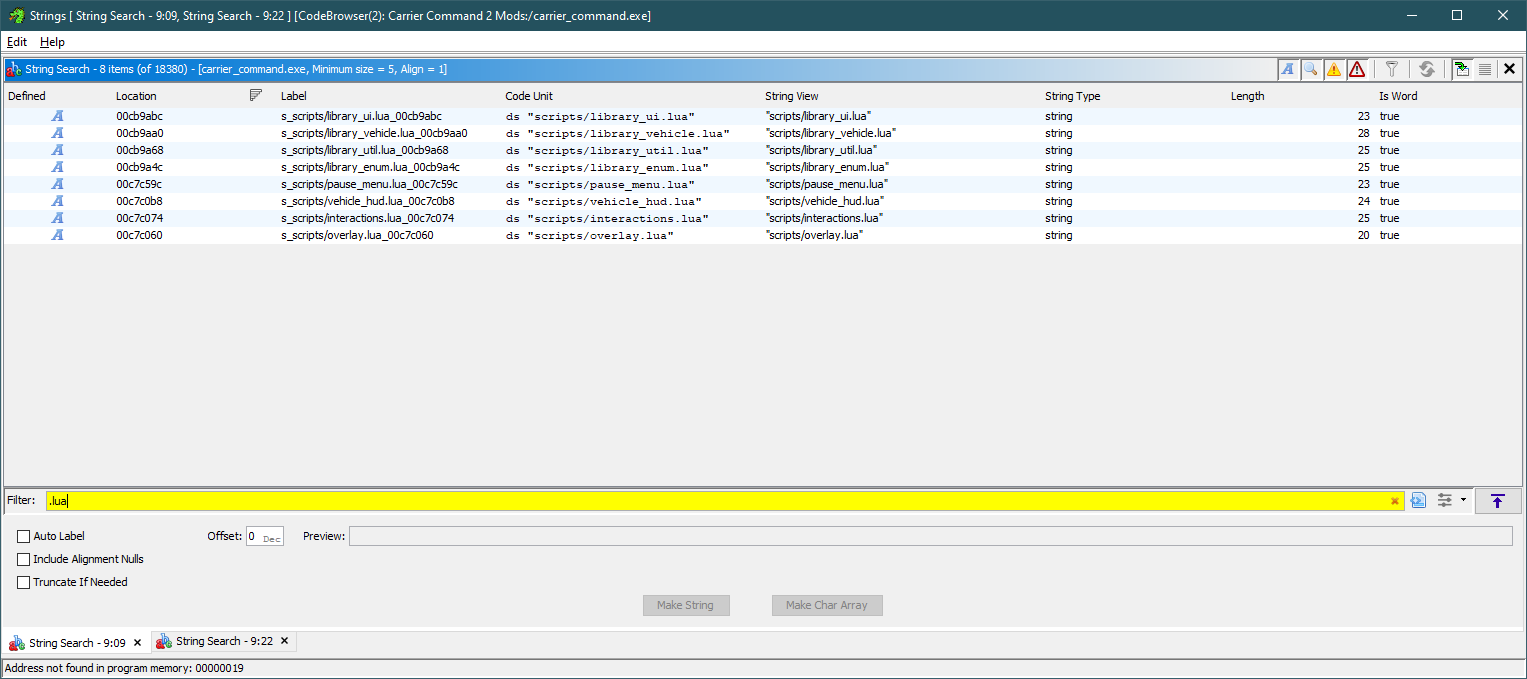 Strings [ String Search - 9:09, String Search - 9:22 ] [CodeBrowser(2): Carrier Command 2 Mods:/carrier_command.exe]
Edit Help
String Search - 8 items (of 18380) - [carrier_command.exe, Minimum size = 5, Align = 1]
Defined Location Label Code Unit String View String Type Length Is Word
A 00cb9abc s_scripts/library_ui.lua_00cb9abc ds "scripts/library_ui.lua" "scripts/library_ui.lua" string 23 true
A 00cb9aa0 s_scripts/library_vehicle.lua_00cb9aa0 ds "scripts/library_vehicle.lua" "scripts/library_vehicle.lua" string 28 true
A 00cb9a68 s_scripts/library_util.lua_00cb9a68 ds "scripts/library_util.lua" "scripts/library_util.lua" string 25 true
A 00cb9a4c s_scripts/library_enum.lua_00cb9a4c ds "scripts/library_enum.lua" "scripts/library_enum.lua" string 25 true
A 00c7c59c s_scripts/pause_menu.lua_00c7c59c ds "scripts/pause_menu.lua" "scripts/pause_menu.lua" string 23 true
A 00c7c0b8 s_scripts/vehicle_hud.lua_00c7c0b8 ds "scripts/vehicle_hud.lua" "scripts/vehicle_hud.lua" string 24 true
A 00c7c074 s_scripts/interactions.lua_00c7c074 ds "scripts/interactions.lua" "scripts/interactions.lua" string 25 true
A 00c7c060 s_scripts/overlay.lua_00c7c060 ds "scripts/overlay.lua" "scripts/overlay.lua" string 20 true
Filter: .lua
Auto Label Offset: 0 Dec Preview:
Include Alignment Nulls
Truncate If Needed
Make String Make Char Array
String Search - 9:09 String Search - 9:22
Address not found in program memory: 00000019